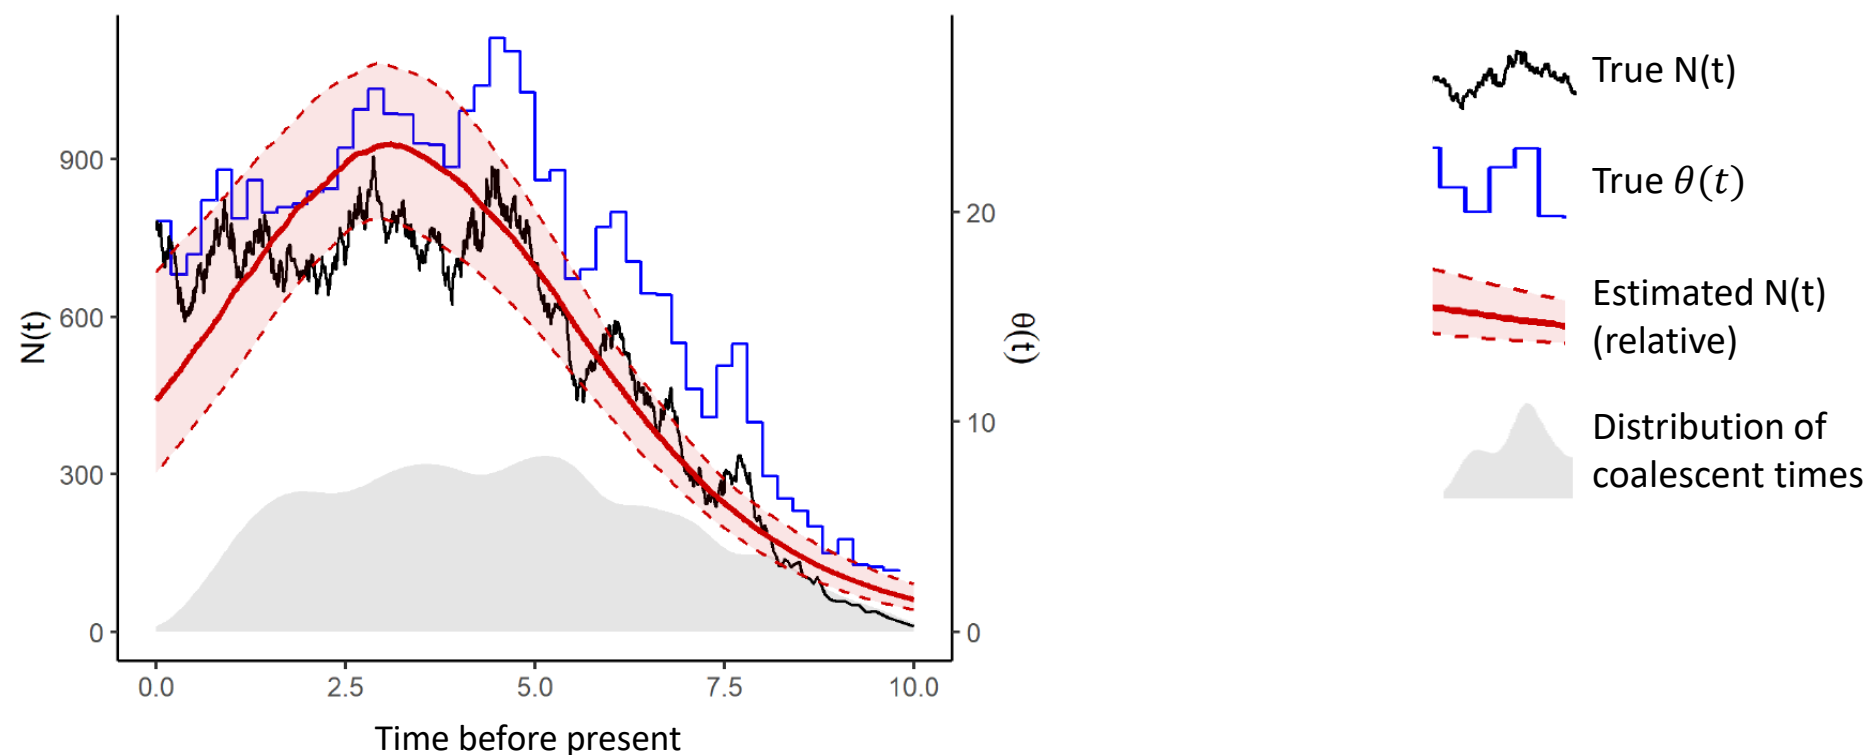 N(t)
900
600
300
0
θ(t)
20
10
0
0.0 2.5 5.0 7.5 10.0
Time before present
True N(t)
True θ(t)
Estimated N(t)
(relative)
Distribution of
coalescent times